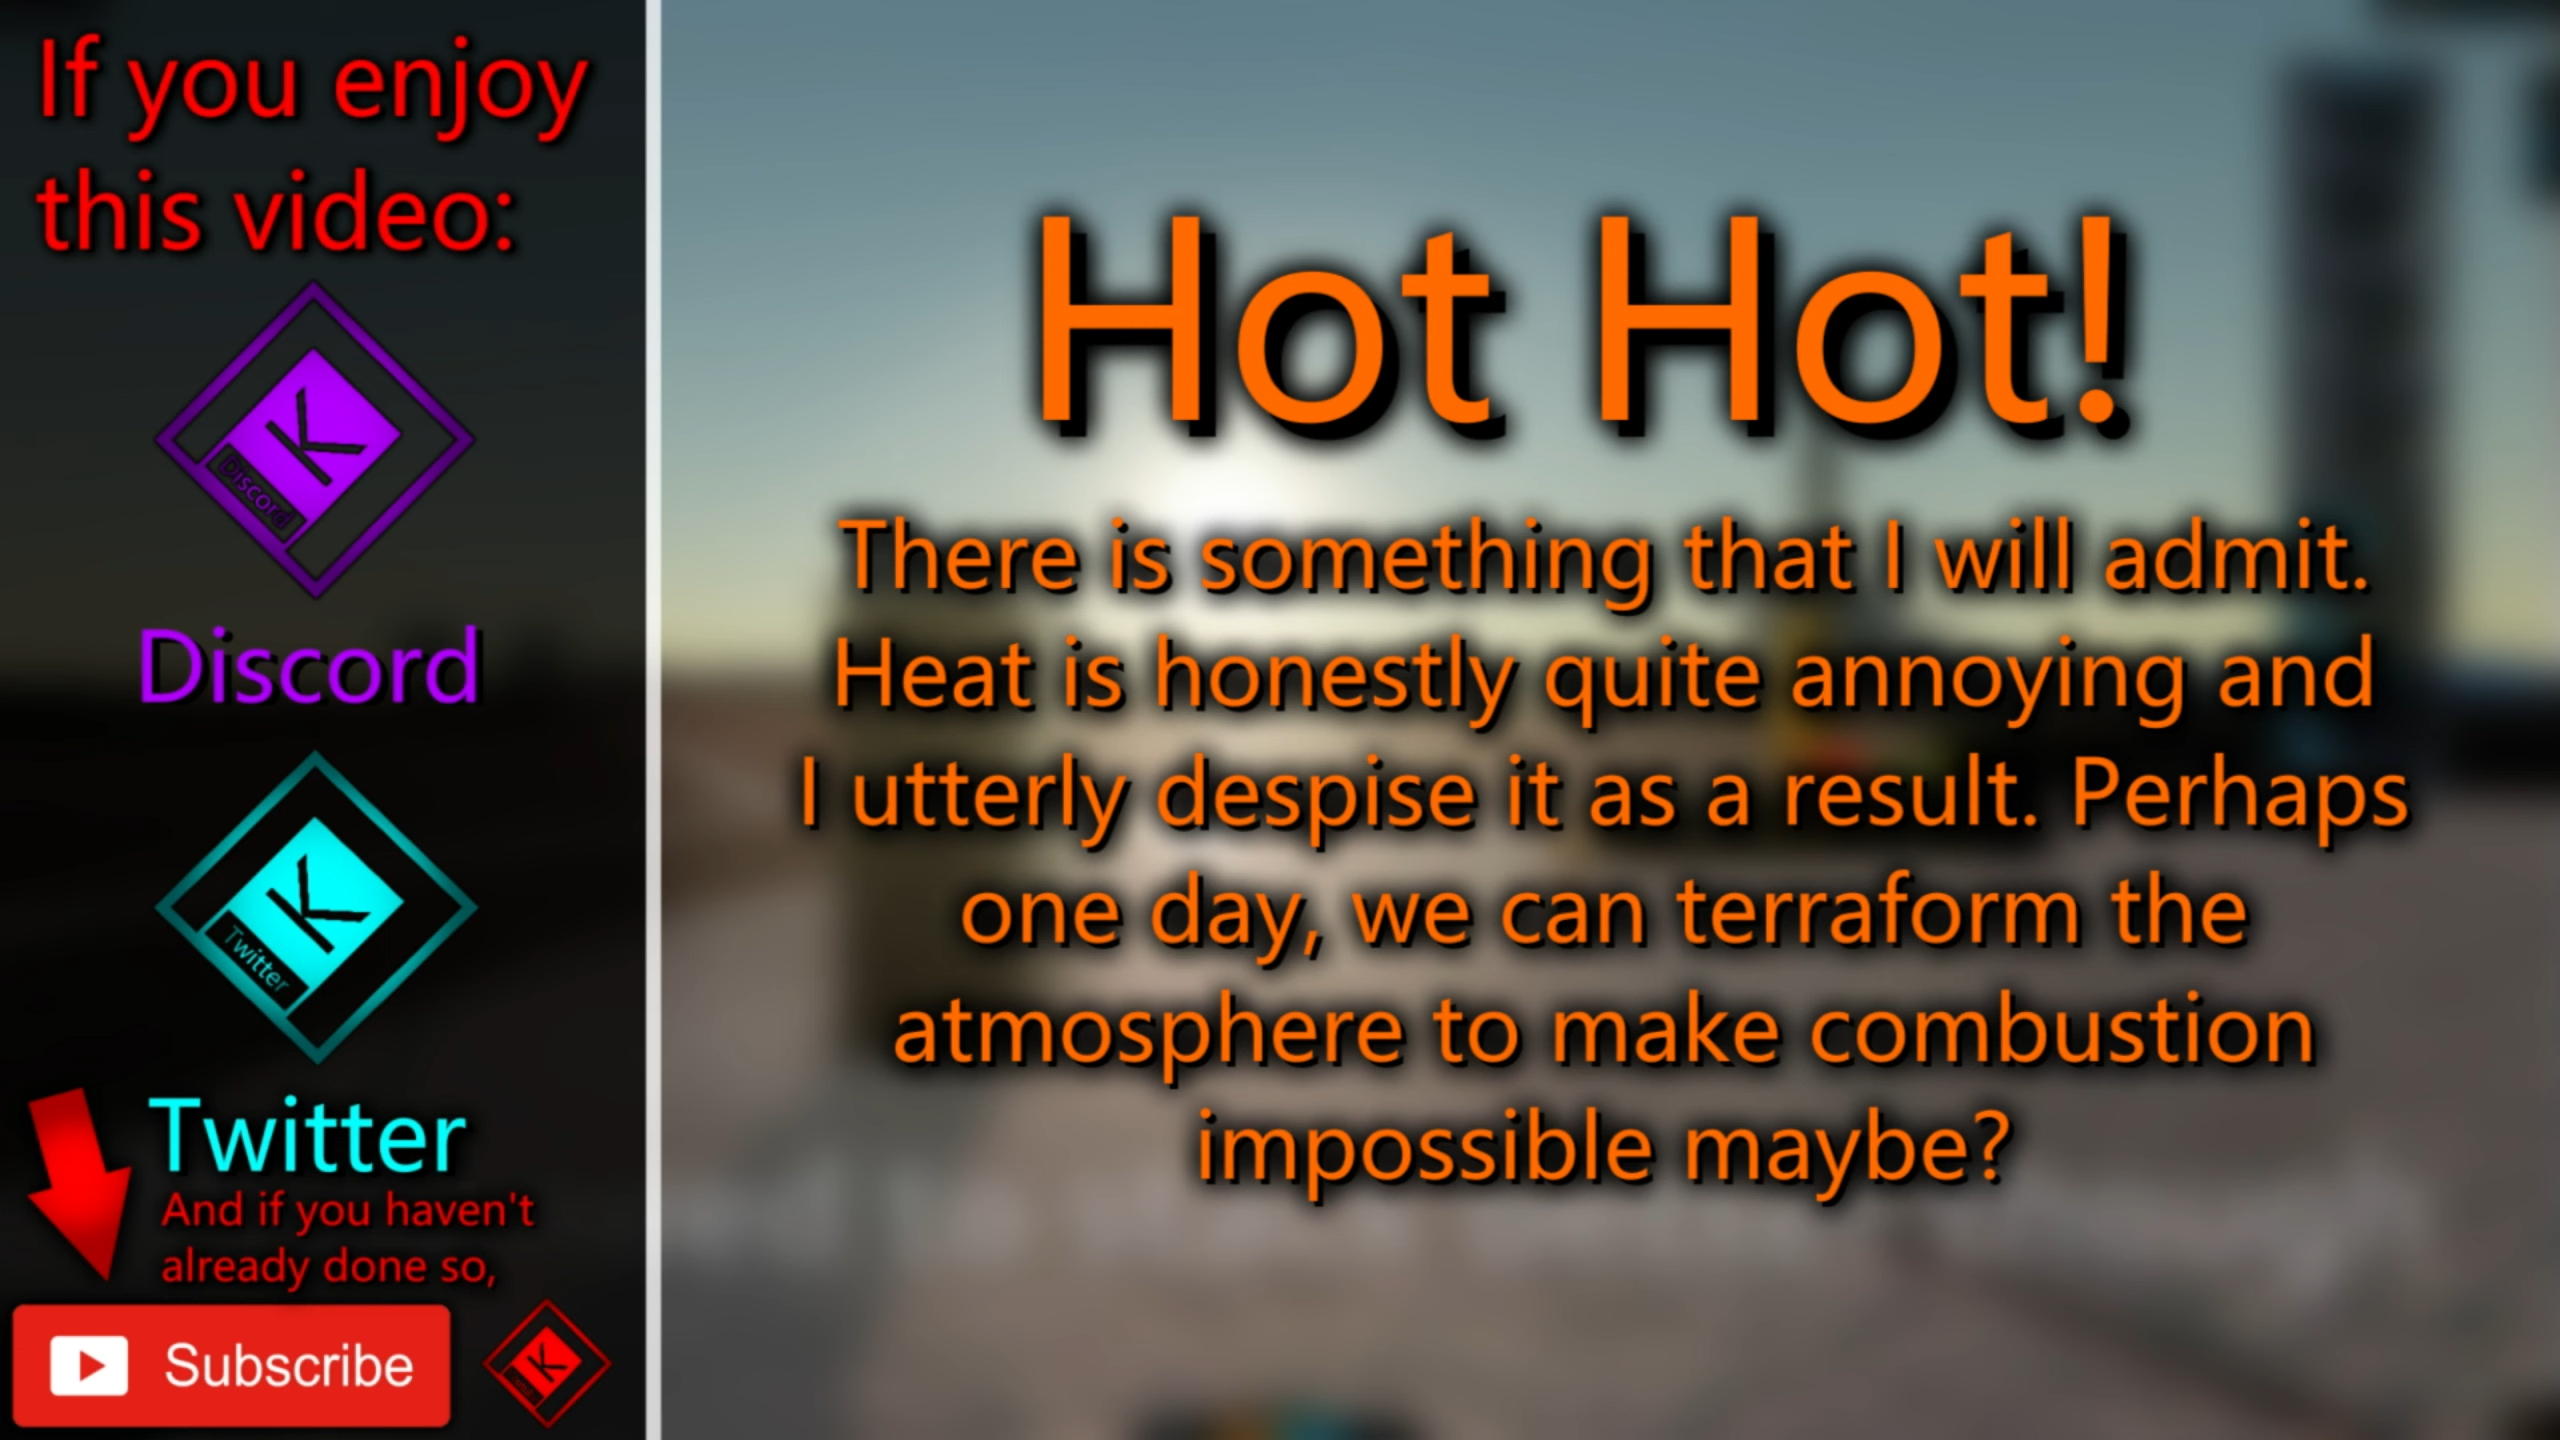 If you enjoy
this video:
K
Discord
Discord
K
Twitter
Twitter
And if you haven't
already done so,
Subscribe
K
Hot Hot!
There is something that I will admit.
Heat is honestly quite annoying and
I utterly despise it as a result. Perhaps
one day, we can terraform the
atmosphere to make combustion
impossible maybe?